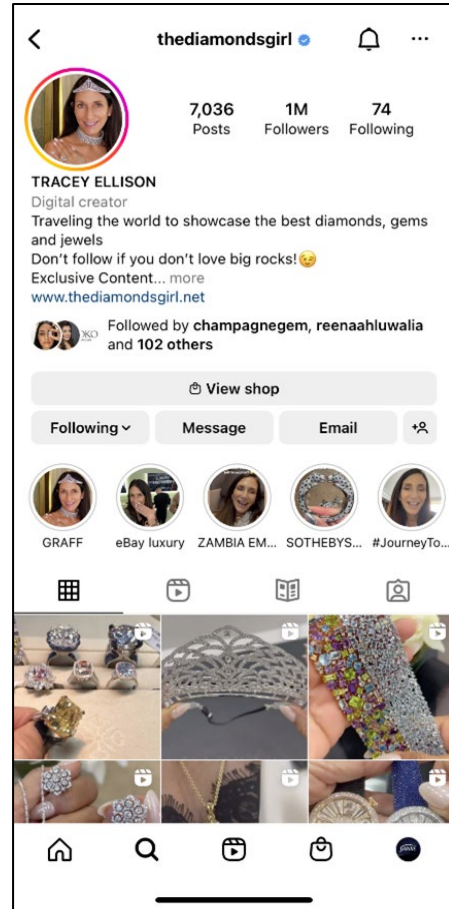 thediamondsgirl
7,036
1M
74
Posts
Followers
Following
TRACEY ELLISON
Digital creator
Traveling the world to showcase the best diamonds, gems
and jewels
Don't follow if you don't love big rocks!😉
Exclusive Content... more
www.thediamondsgirl.net
Followed by champagnegem, reenaahluwalia
and 102 others
View shop
Following
Message
Email
GRAFF
eBay luxury
ZAMBIA EM...
SOTHEBYS...
#JourneyTo...